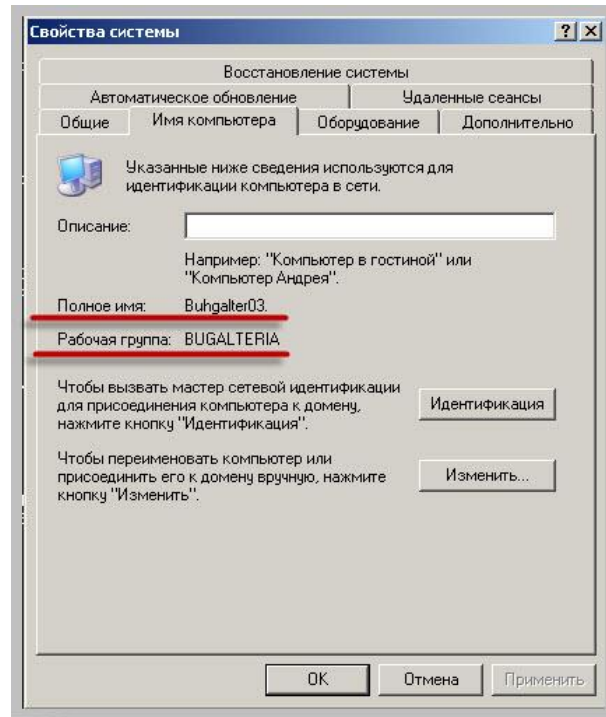 Свойства системы
Восстановление системы
Автоматическое обновление
Удаленные сеансы
Общие
Имя компьютера
Оборудование
Дополнительно
Указанные ниже сведения используются для
идентификации компьютера в сети.
Описание:
Например: "Компьютер в гостиной" или
"Компьютер Андрея".
Полное имя: Buhgalter03.
Рабочая группа: BUGALTERIA
Чтобы вызвать мастер сетевой идентификации
для присоединения компьютера к домену,
нажмите кнопку "Идентификация".
Идентификация
Чтобы переименовать компьютер или
присоединить его к домену вручную, нажмите
кнопку "Изменить".
Изменить...
OK
Отмена
Применить